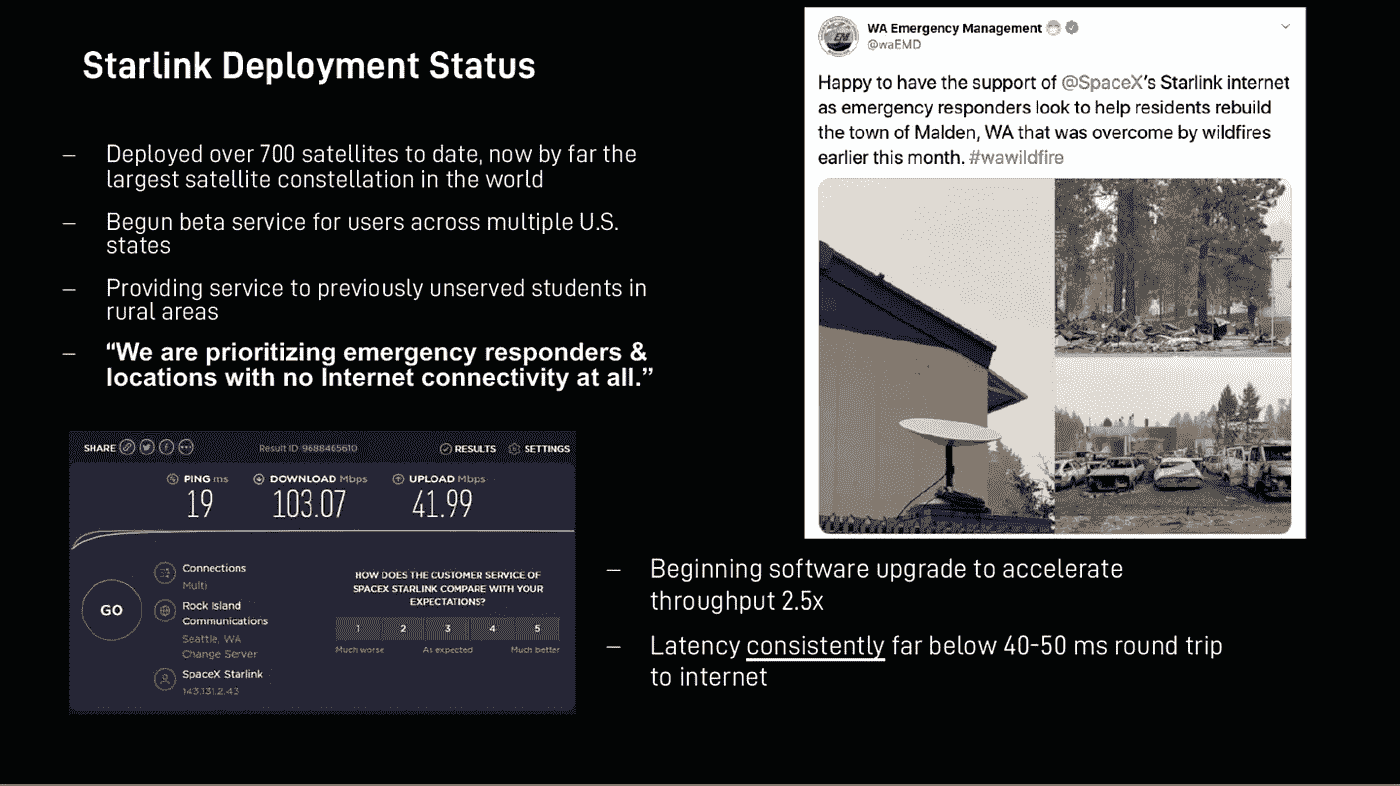 Starlink Deployment Status
– Deployed over 700 satellites to date, now by far the
largest satellite constellation in the world
– Begun beta service for users across multiple U.S.
states
– Providing service to previously unserved students in
rural areas
– “We are prioritizing emergency responders &
locations with no Internet connectivity at all.”
WA Emergency Management
@waEMD
Happy to have the support of @SpaceX's Starlink internet
as emergency responders look to help residents rebuild
the town of Malden, WA that was overcome by wildfires
earlier this month. #wawildfire
SHARE
Result ID 9688465610
RESULTS
SETTINGS
PING ms
19
DOWNLOAD Mbps
103.07
UPLOAD Mbps
41.99
GO
Connections
Multi
Rock Island
Communications
Seattle, WA
Change Server
SpaceX Starlink
143.131.2.43
HOW DOES THE CUSTOMER SERVICE OF
SPACEX STARLINK COMPARE WITH YOUR
EXPECTATIONS?
1 2 3 4 5
Much worse As expected Much better
– Beginning software upgrade to accelerate
throughput 2.5x
– Latency consistently far below 40-50 ms round trip
to internet